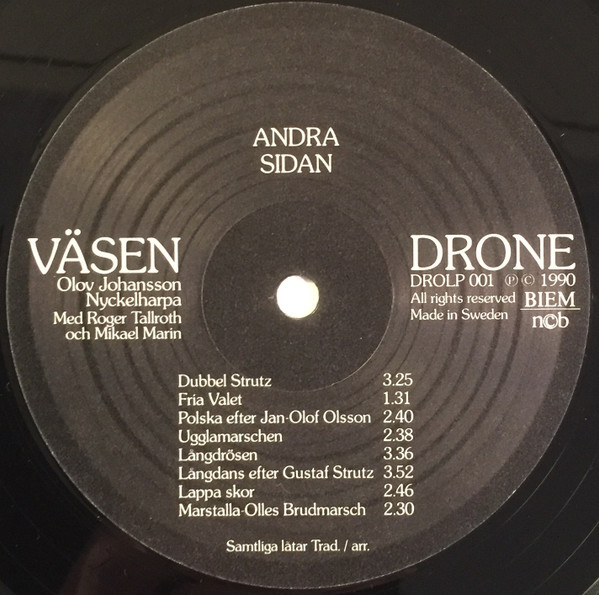 ANDRA
SIDAN
VÄSEN
Olov Johansson
Nyckelharpa
Med Roger Tallroth
och Mikael Marin
DRONE
DROLP 001 ℗ © 1990
All rights reserved BIEM
Made in Sweden ncb
Dubbel Strutz 3.25
Fria Valet 1.31
Polska efter Jan-Olof Olsson 2.40
Ugglamarschen 2.38
Långdrösen 3.36
Långdans efter Gustaf Strutz 3.52
Lappa skor 2.46
Marstalla-Olles Brudmarsch 2.30
Samtliga låtar Trad. / arr.